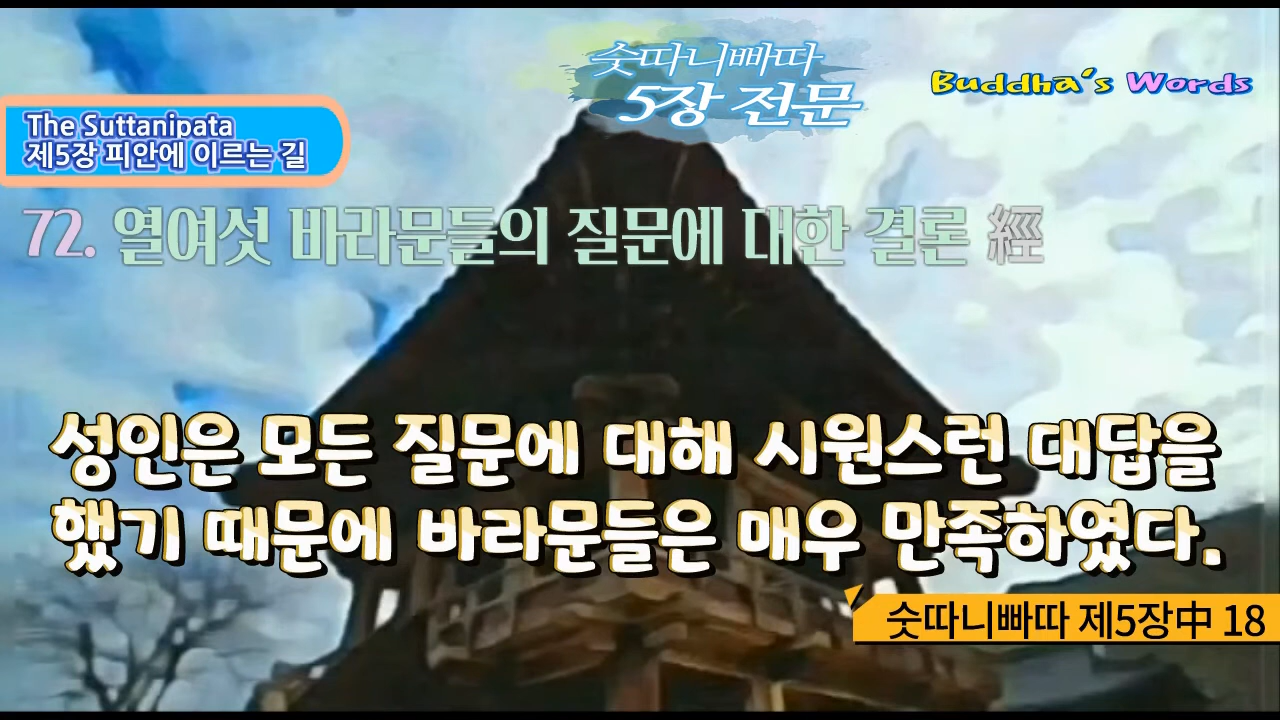 숫따니빠따
5장 전문
Buddha's Words
The Suttanipata
제5장 피안에 이르는 길
72. 열여섯 바라문들의 질문에 대한 결론 經
성인은 모든 질문에 대해 시원스런 대답을
했기 때문에 바라문들은 매우 만족하였다.
숫따니빠따 제5장中 18